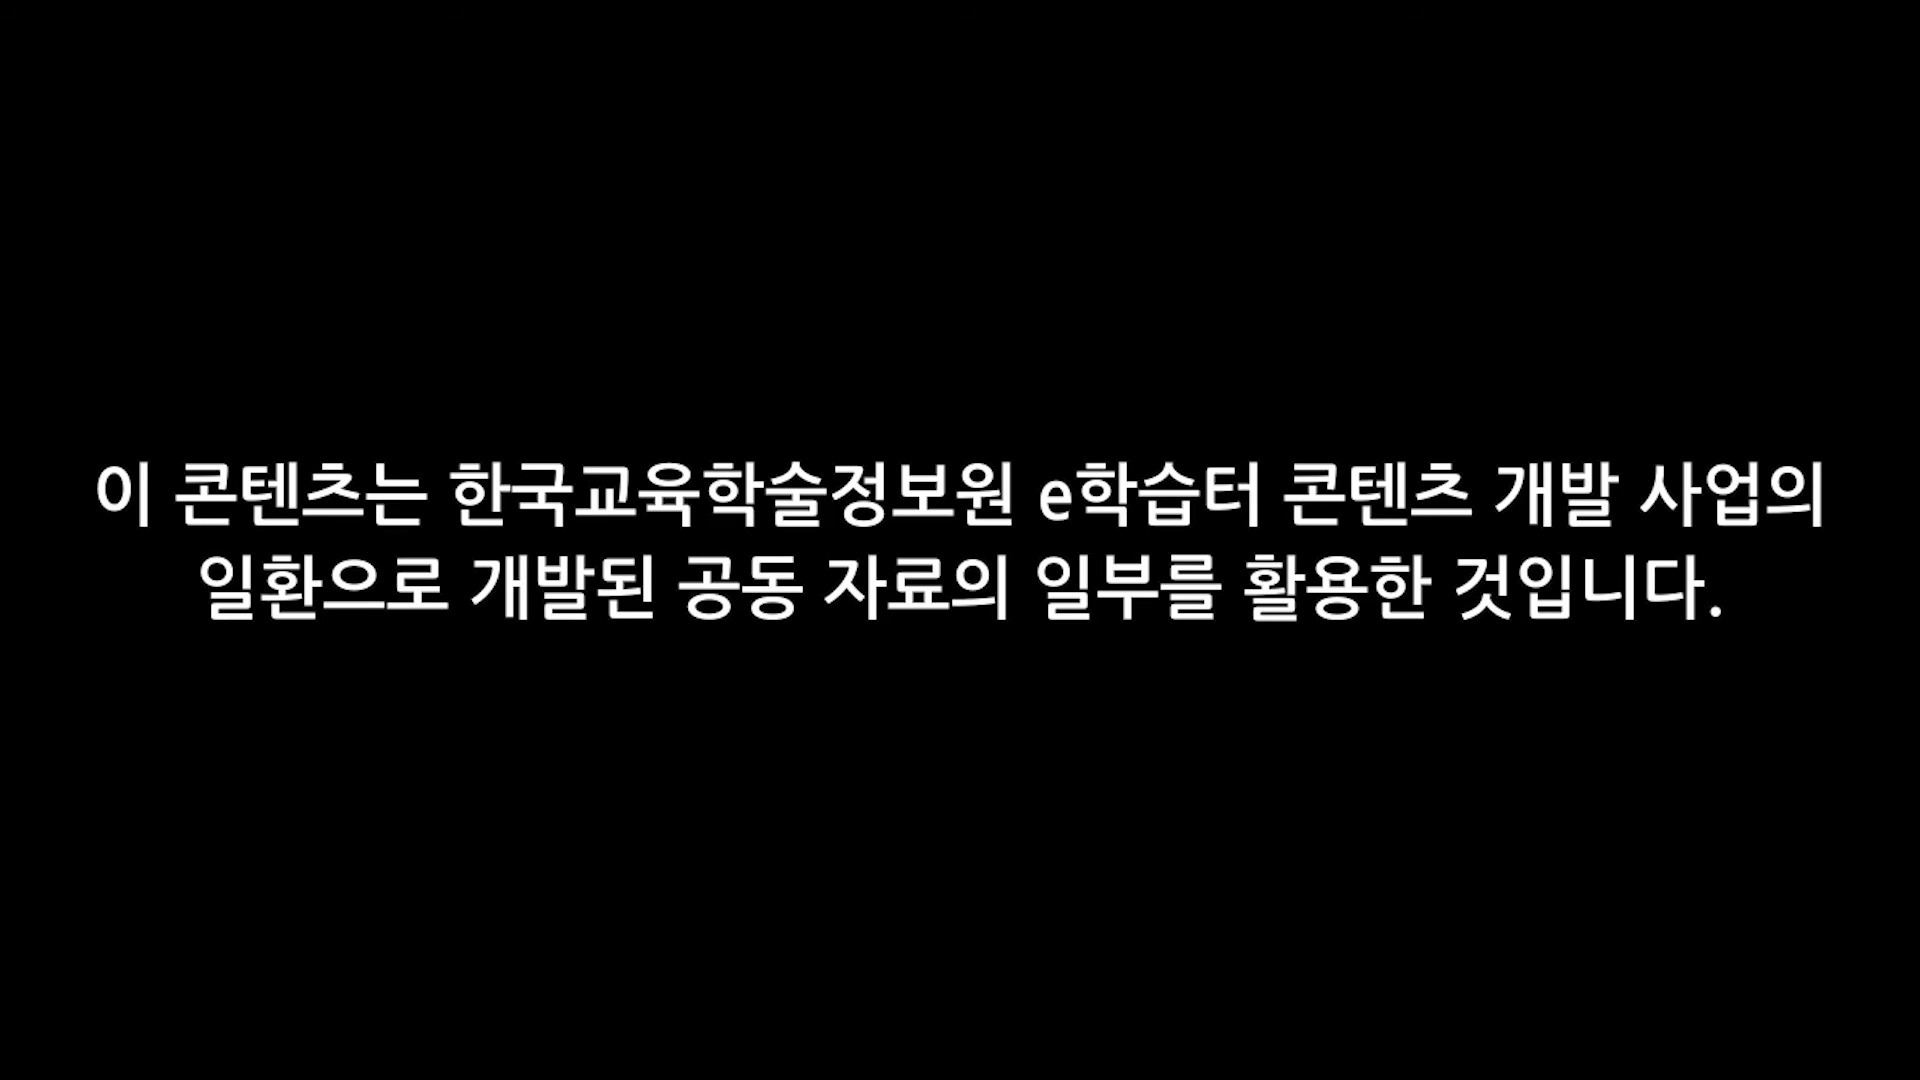 이 콘텐츠는 한국교육학술정보원 e학습터 콘텐츠 개발 사업의
일환으로 개발된 공동 자료의 일부를 활용한 것입니다.